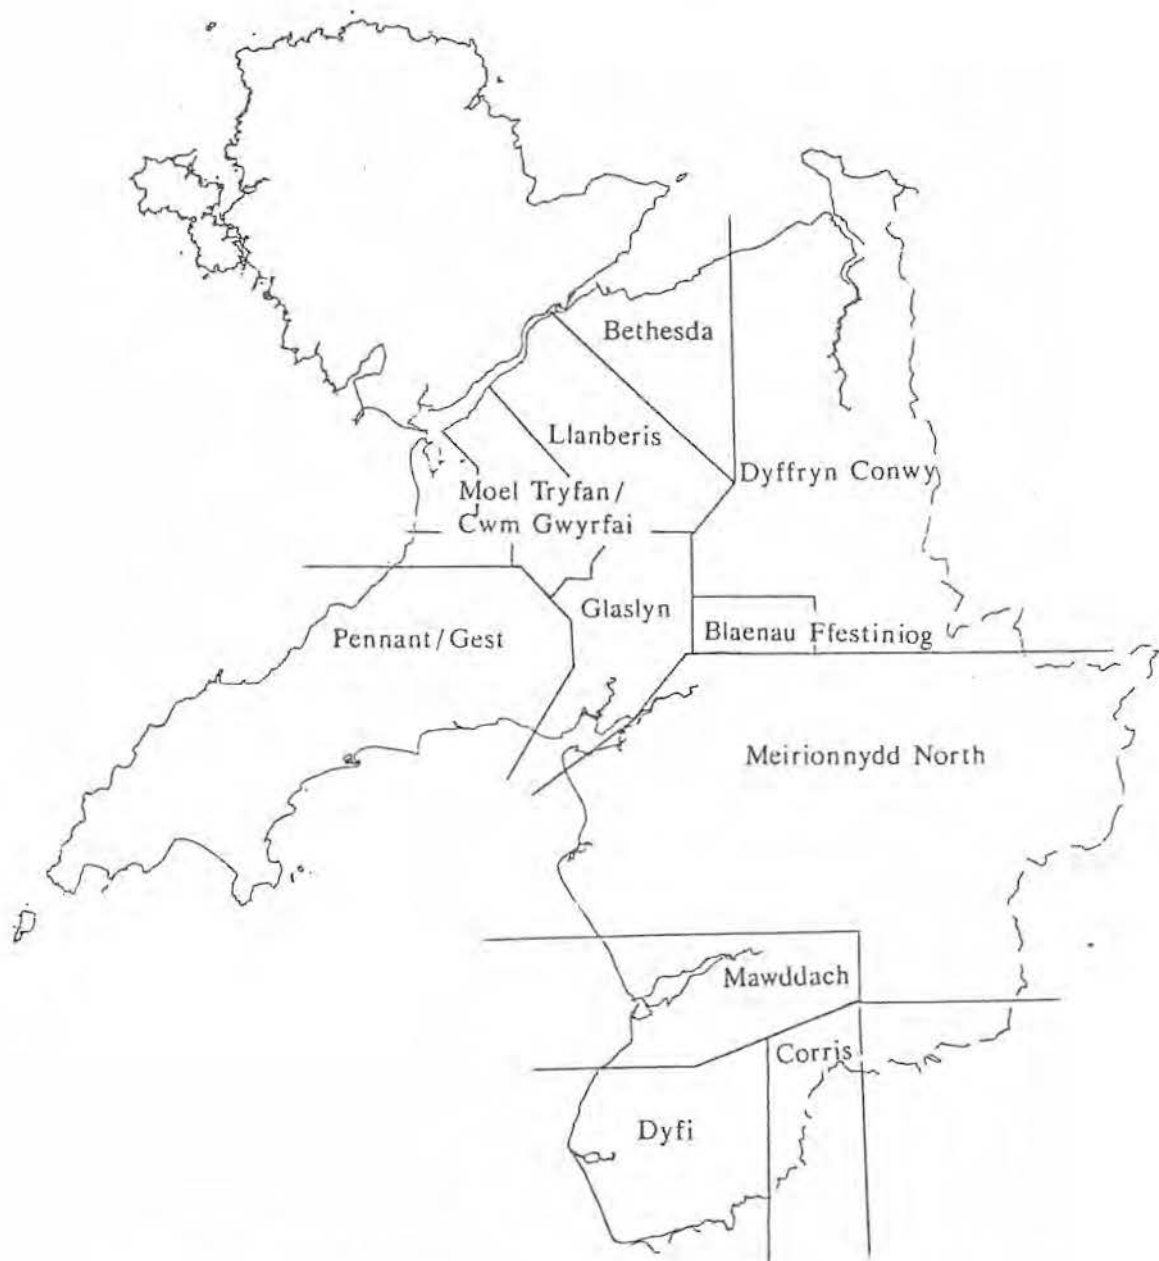 Bethesda
Llanberis
Dyffryn Conwy
Moel Tryfan/
Cwm Gwyrfai
Glaslyn
Pennant/Gest
Blaenau Ffestiniog
Meirionnydd North
Mawddach
Corris
Dyfi